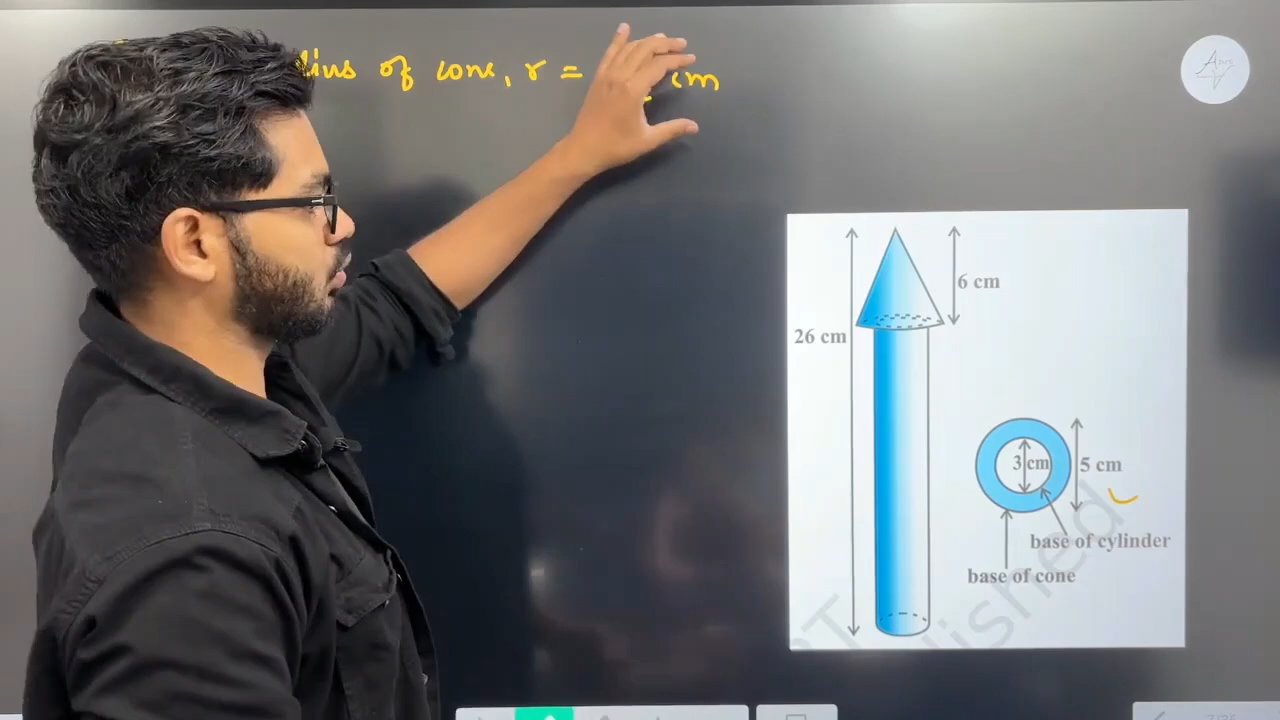 of cone, r = cm
6 cm
26 cm
3 cm
5 cm
base of cylinder
base of cone